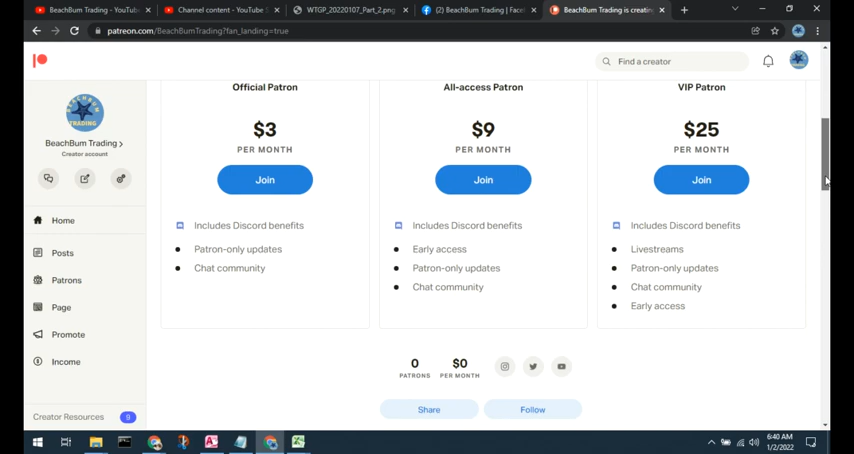 BeachBum Trading - YouTub
Channel content - YouTube S
WTGP_20220107_Part_2.png
(2) BeachBum Trading | Face
BeachBum Trading is creating
patreon.com/BeachBumTrading?fan_landing=true
Find a creator
BEACHBUM
TRADING
BeachBum Trading
Creator account
Home
Posts
Patrons
Page
Promote
Income
Creator Resources 9
Official Patron
$3
PER MONTH
Join
Includes Discord benefits
Patron-only updates
Chat community
All-access Patron
$9
PER MONTH
Join
Includes Discord benefits
Early access
Patron-only updates
Chat community
VIP Patron
$25
PER MONTH
Join
Includes Discord benefits
Livestreams
Patron-only updates
Chat community
Early access
0
PATRONS
$0
PER MONTH
Share
Follow
6:40 AM
1/2/2022